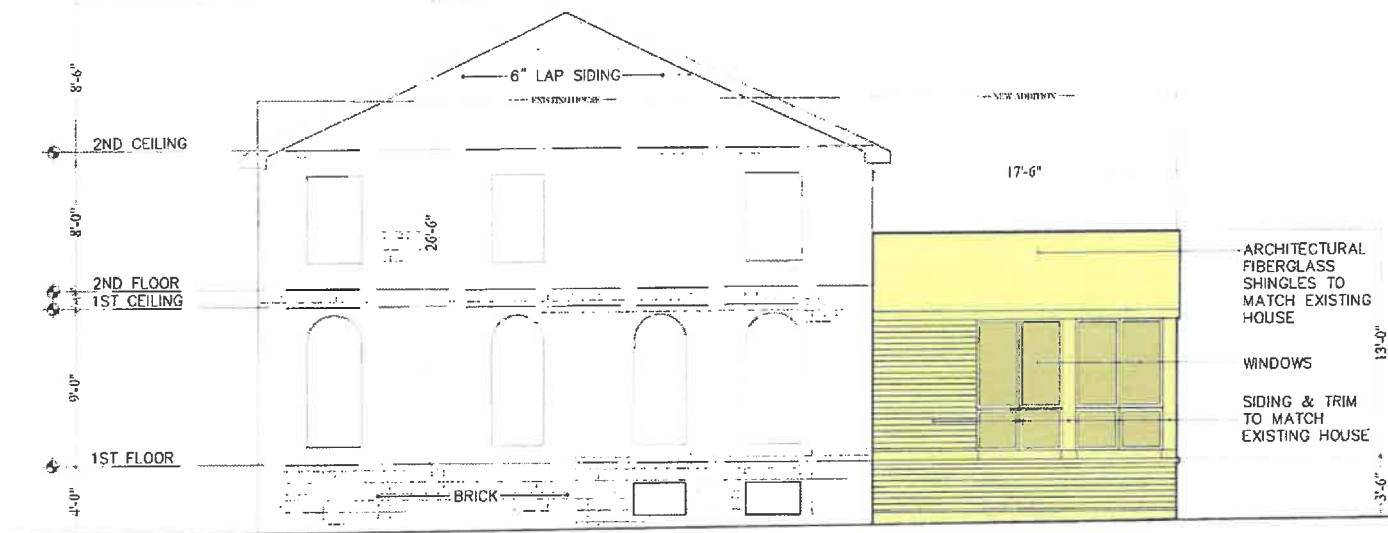 8'-6"
6" LAP SIDING
EXISTING HOUSE
NEW ADDITION
2ND CEILING
17'-6"
8'-0"
26'-6"
ARCHITECTURAL
FIBERGLASS
SHINGLES TO
MATCH EXISTING
HOUSE
2ND FLOOR
1ST CEILING
13'-0"
WINDOWS
9'-0"
SIDING & TRIM
TO MATCH
EXISTING HOUSE
1ST FLOOR
BRICK
4'-0"
3'-6"